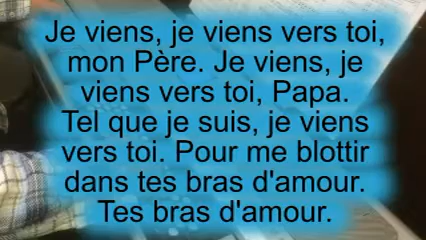 Je viens, je viens vers toi,
mon Père. Je viens, je
viens vers toi, Papa.
Tel que je suis, je viens
vers toi. Pour me blottir
dans tes bras d'amour.
Tes bras d'amour.